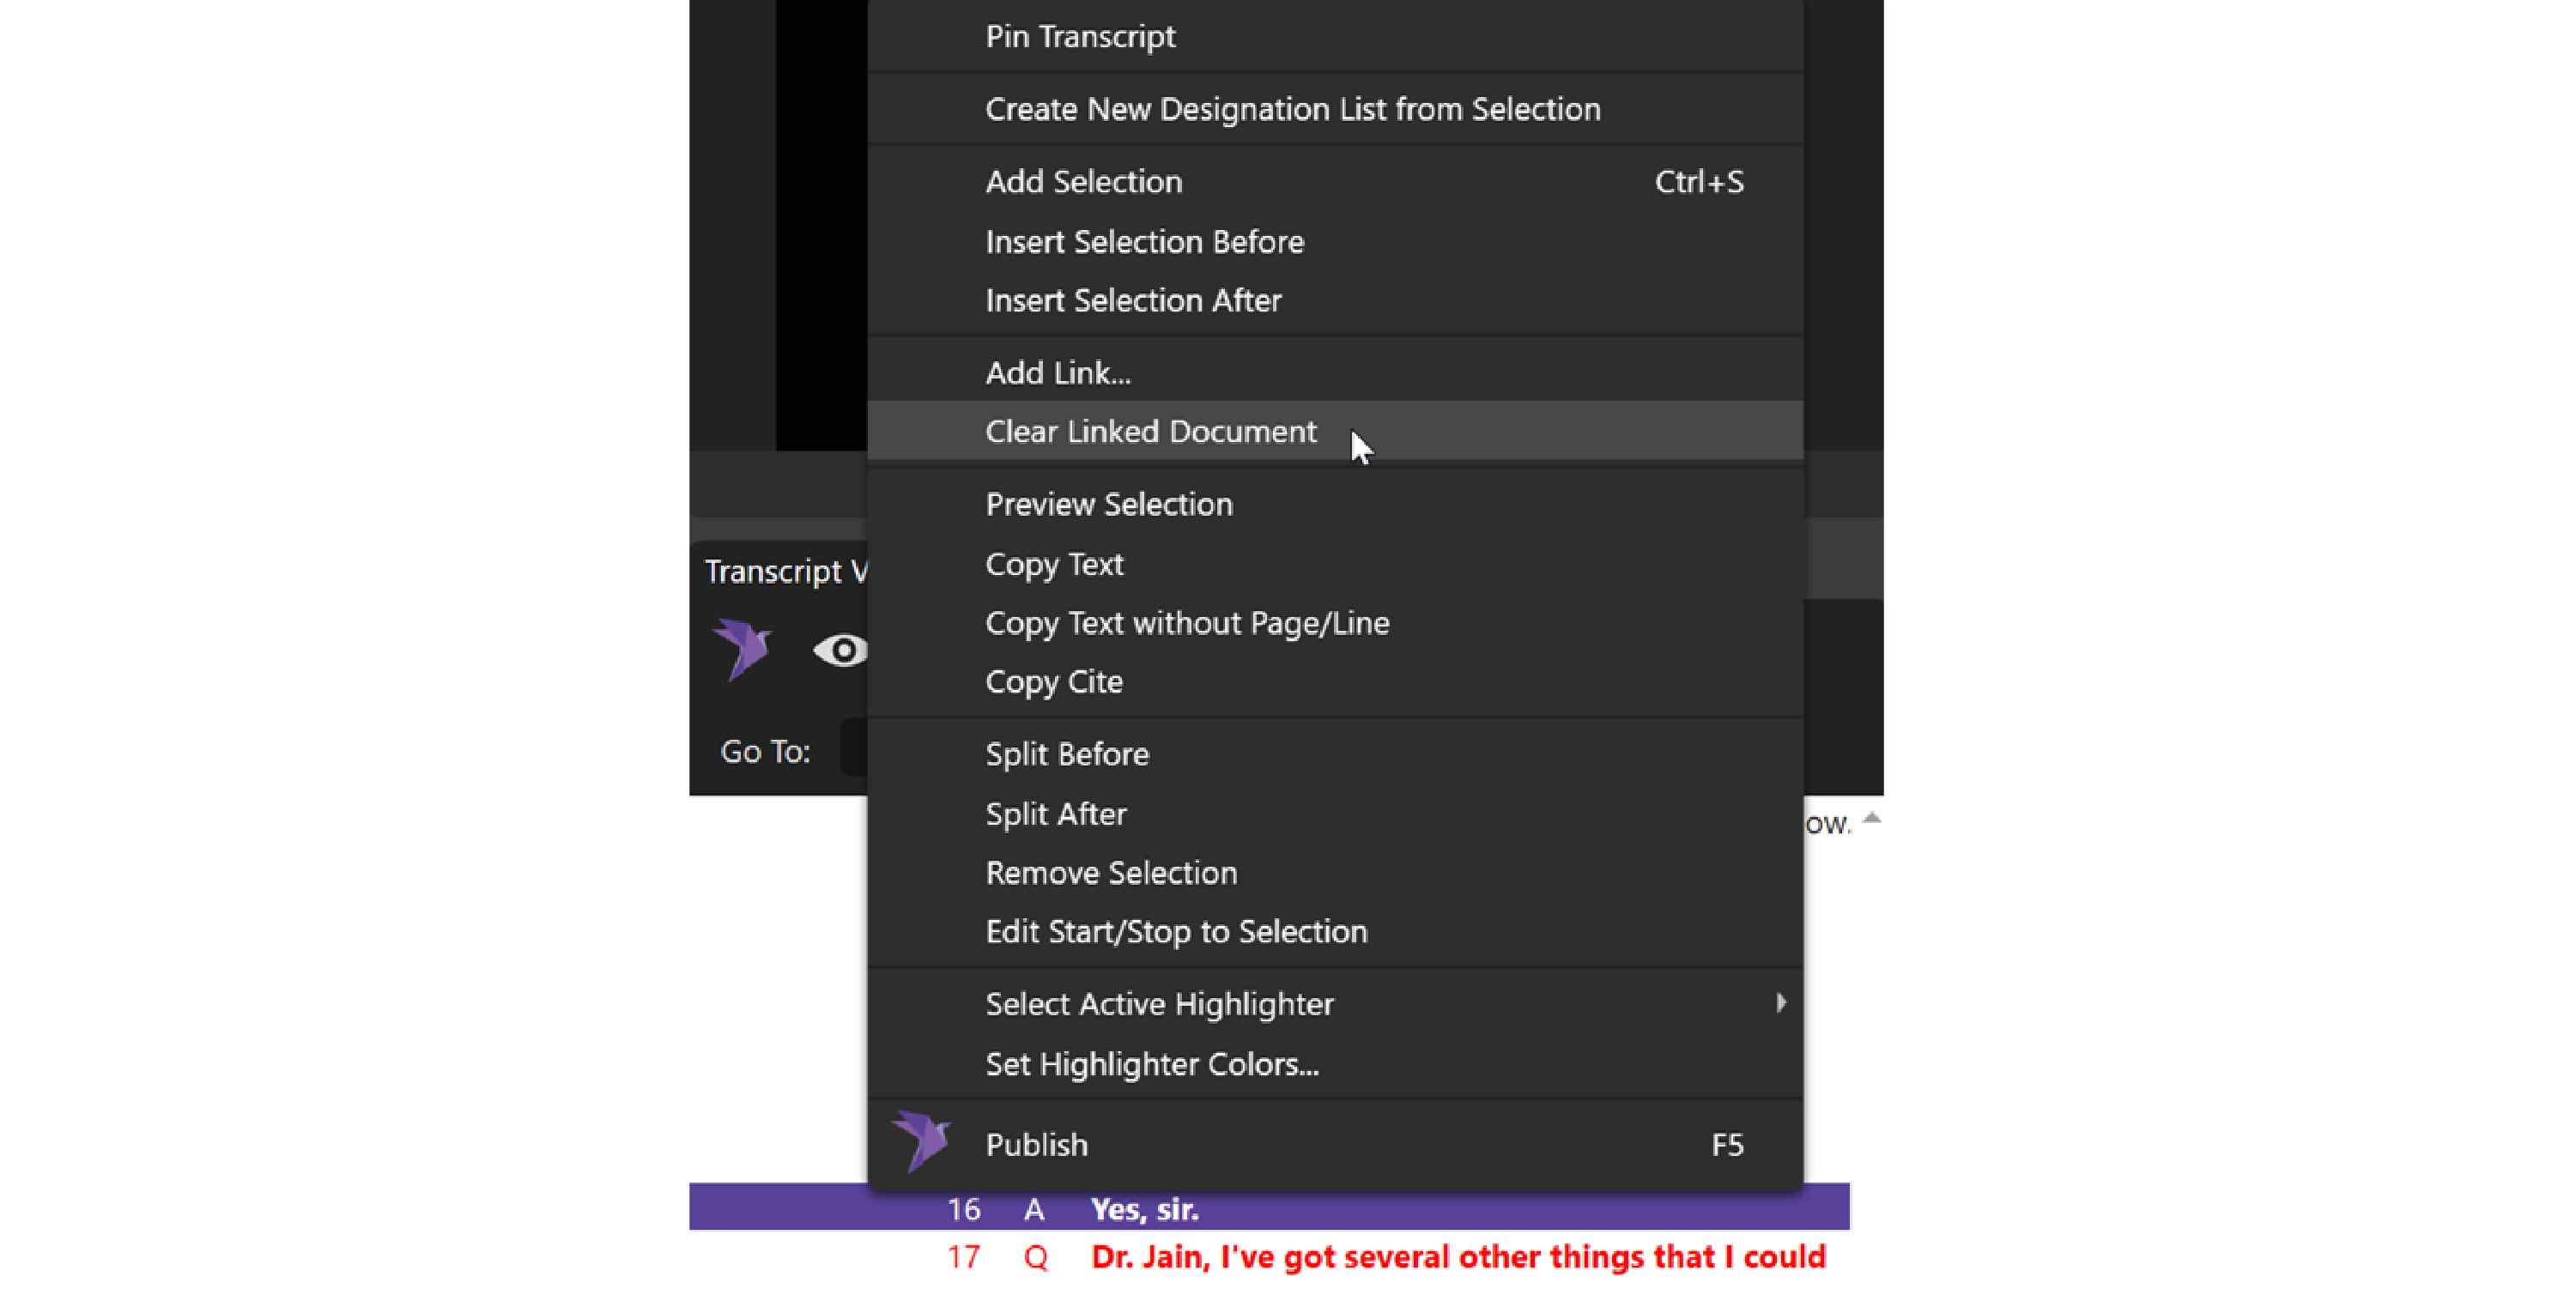 Pin Transcript
Create New Designation List from Selection
Add Selection Ctrl+S
Insert Selection Before
Insert Selection After
Add Link...
Clear Linked Document
Preview Selection
Transcript V
Copy Text
Copy Text without Page/Line
Copy Cite
Go To:
Split Before
Split After
ow.
Remove Selection
Edit Start/Stop to Selection
Select Active Highlighter
Set Highlighter Colors...
Publish F5
16 A Yes, sir.
17 Q Dr. Jain, I've got several other things that I could